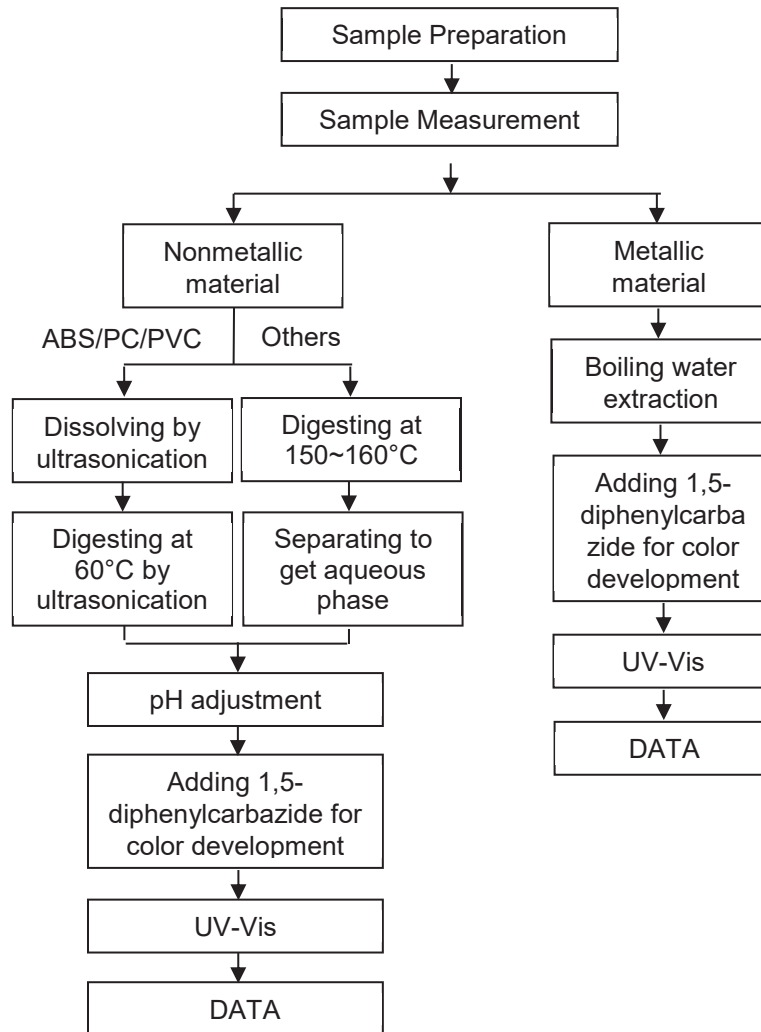 Sample Preparation
Sample Measurement
Nonmetallic
material
Metallic
material
ABS/PC/PVC
Others
Boiling water
extraction
Dissolving by
ultrasonication
Digesting at
150~160°C
Adding 1,5-
diphenylcarba
zide for color
development
Digesting at
60°C by
ultrasonication
Separating to
get aqueous
phase
UV-Vis
pH adjustment
DATA
Adding 1,5-
diphenylcarbazide for
color development
UV-Vis
DATA